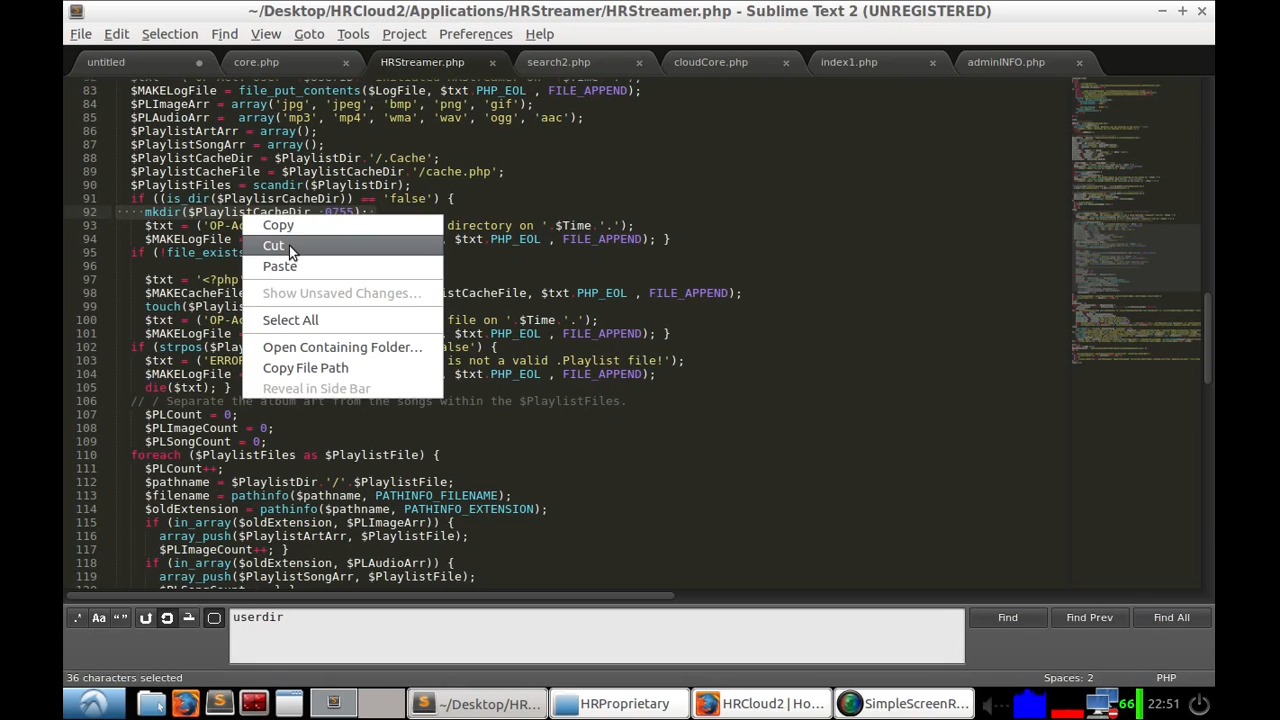 ~/Desktop/HRCloud2/Applications/HRStreamer/HRStreamer.php - Sublime Text 2 (UNREGISTERED)
File Edit Selection Find View Goto Tools Project Preferences Help
untitled core.php HRStreamer.php search2.php cloudCore.php index1.php adminINFO.php
83 $MAKELogFile = file_put_contents($LogFile, $txt.PHP_EOL , FILE_APPEND);
84 $PLImageArr = array('jpg', 'jpeg', 'bmp', 'png', 'gif');
85 $PLAudioArr =  array('mp3', 'mp4', 'wma', 'wav', 'ogg', 'aac');
86 $PlaylistArtArr = array();
87 $PlaylistSongArr = array();
88 $PlaylistCacheDir = $PlaylistDir.'/.Cache';
89 $PlaylistCacheFile = $PlaylistCacheDir.'/cache.php';
90 $PlaylistFiles = scandir($PlaylistDir);
91 if ((is_dir($PlaylisrCacheDir)) == 'false') {
92 mkdir($PlaylistCacheDir, 0755);
93 $txt = ('OP-Ac directory on '.$Time.'.');
94 $MAKELogFile , $txt.PHP_EOL , FILE_APPEND); }
95 if (!file_exists
96
97 $txt = '<?php
98 $MAKECacheFile stCacheFile, $txt.PHP_EOL , FILE_APPEND);
99 touch($Playlis
100 $txt = ('OP-Ac file on '.$Time.'.');
101 $MAKELogFile = , $txt.PHP_EOL , FILE_APPEND); }
102 if (strpos($Play lse') {
103 $txt = ('ERROR is not a valid .Playlist file!');
104 $MAKELogFile = , $txt.PHP_EOL , FILE_APPEND);
105 die($txt); }
106 // / Separate the album art from the songs within the $PlaylistFiles.
107 $PLCount = 0;
108 $PLImageCount = 0;
109 $PLSongCount = 0;
110 foreach ($PlaylistFiles as $PlaylistFile) {
111 $PLCount++;
112 $pathname = $PlaylistDir.'/'.$PlaylistFile;
113 $filename = pathinfo($pathname, PATHINFO_FILENAME);
114 $oldExtension = pathinfo($pathname, PATHINFO_EXTENSION);
115 if (in_array($oldExtension, $PLImageArr)) {
116 array_push($PlaylistArtArr, $PlaylistFile);
117 $PLImageCount++; }
118 if (in_array($oldExtension, $PLAudioArr)) {
119 array_push($PlaylistSongArr, $PlaylistFile);
Copy
Cut
Paste
Show Unsaved Changes...
Select All
Open Containing Folder...
Copy File Path
Reveal in Side Bar
.* Aa “” userdir Find Find Prev Find All
36 characters selected Spaces: 2 PHP
~/Desktop/HR... HRProprietary HRCloud2 | Ho... SimpleScreenR... 66 22:51